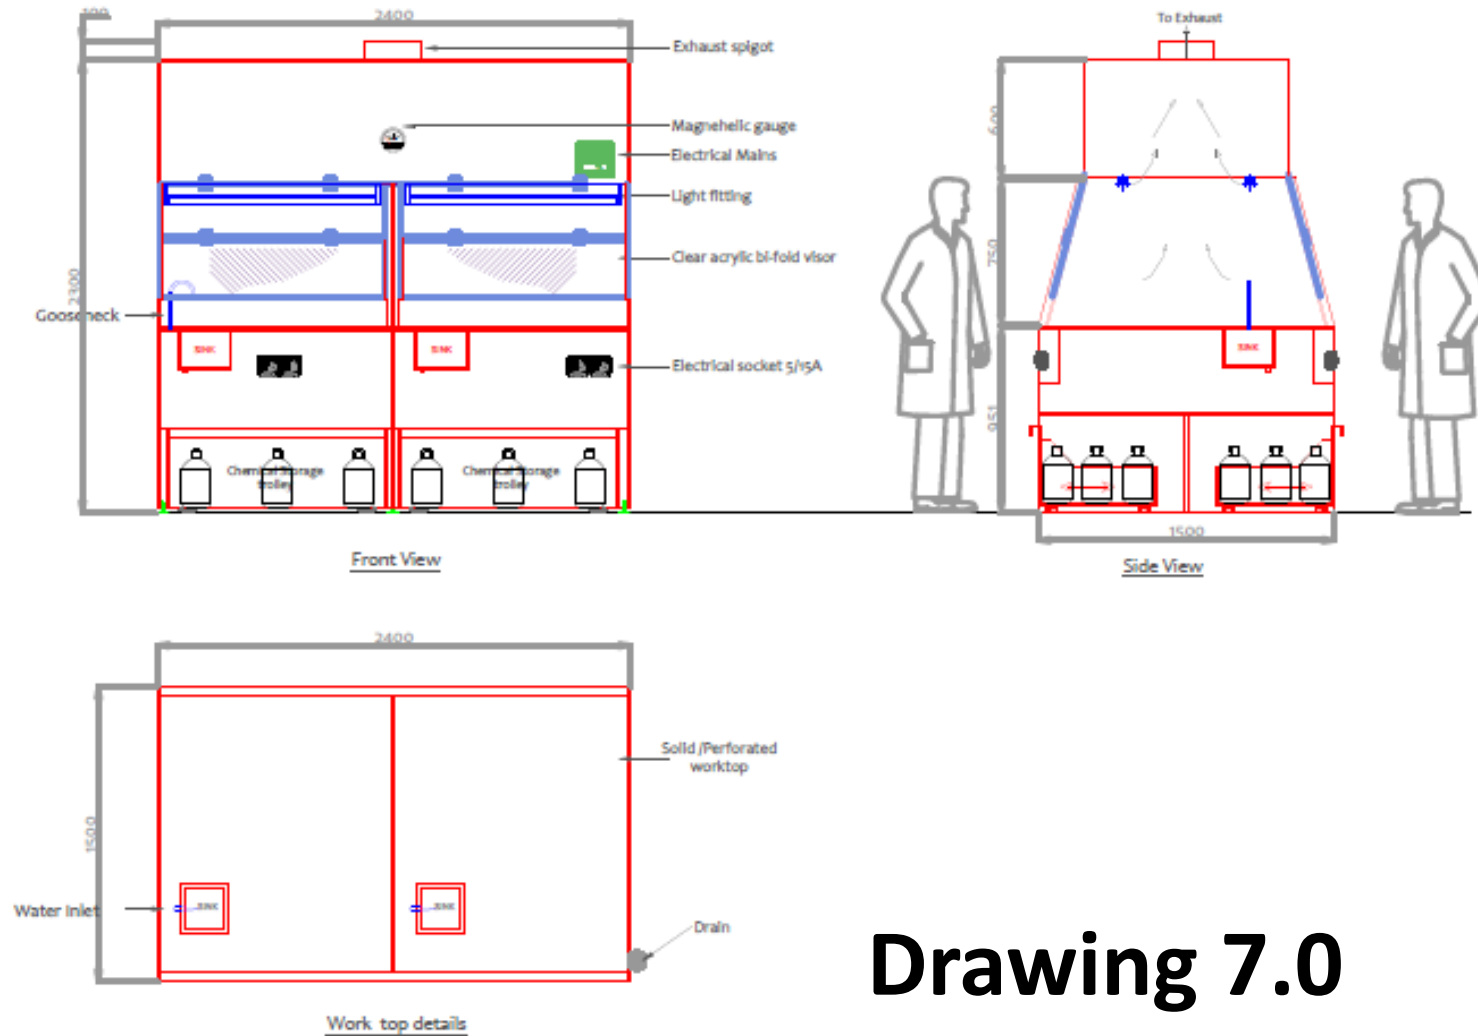 100
2400
To Exhaust
Exhaust spigot
Magnehelic gauge
Electrical Mains
Light fitting
Clear acrylic bi-fold visor
Gooseneck
2300
600
750
951
SINK
SINK
SINK
Electrical socket 5/15A
Chemical Storage
trolley
Chemical Storage
trolley
1500
Front View
Side View
2400
1500
Solid /Perforated
worktop
SINK
SINK
Water Inlet
Drain
Drawing 7.0
Work top details